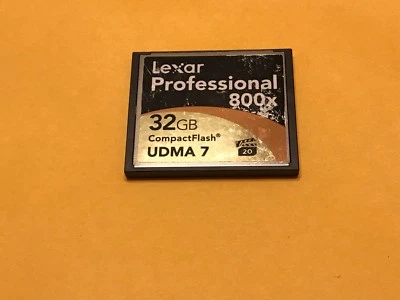 Lexar
Professional
800x
32GB
CompactFlash®
UDMA 7
20